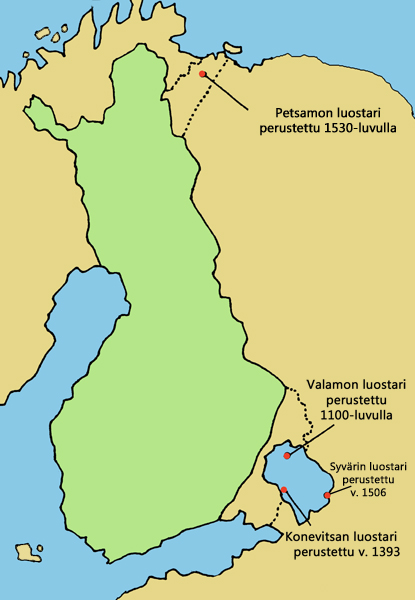 Petsamon luostari
perustettu 1530-luvulla
Valamon luostari
perustettu
1100-luvulla
Syvärin luostari
perustettu
v. 1506
Konevitsan luostari
perustettu v. 1393